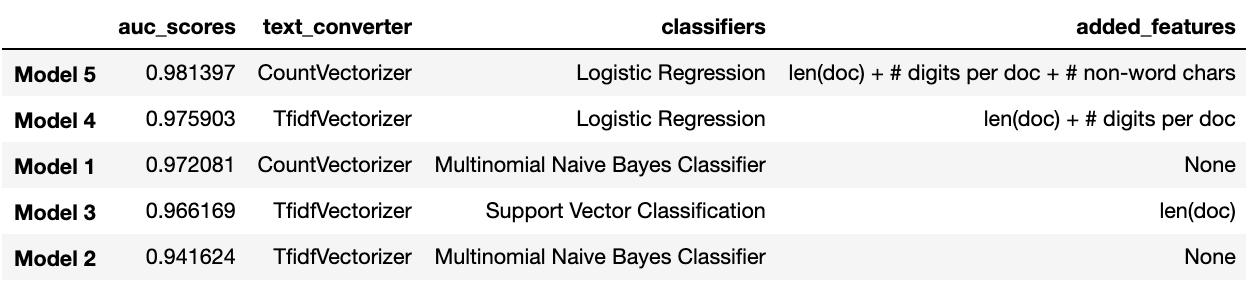 auc_scores text_converter classifiers added_features
Model 5 0.981397 CountVectorizer Logistic Regression len(doc) + # digits per doc + # non-word chars
Model 4 0.975903 TfidfVectorizer Logistic Regression len(doc) + # digits per doc
Model 1 0.972081 CountVectorizer Multinomial Naive Bayes Classifier None
Model 3 0.966169 TfidfVectorizer Support Vector Classification len(doc)
Model 2 0.941624 TfidfVectorizer Multinomial Naive Bayes Classifier None